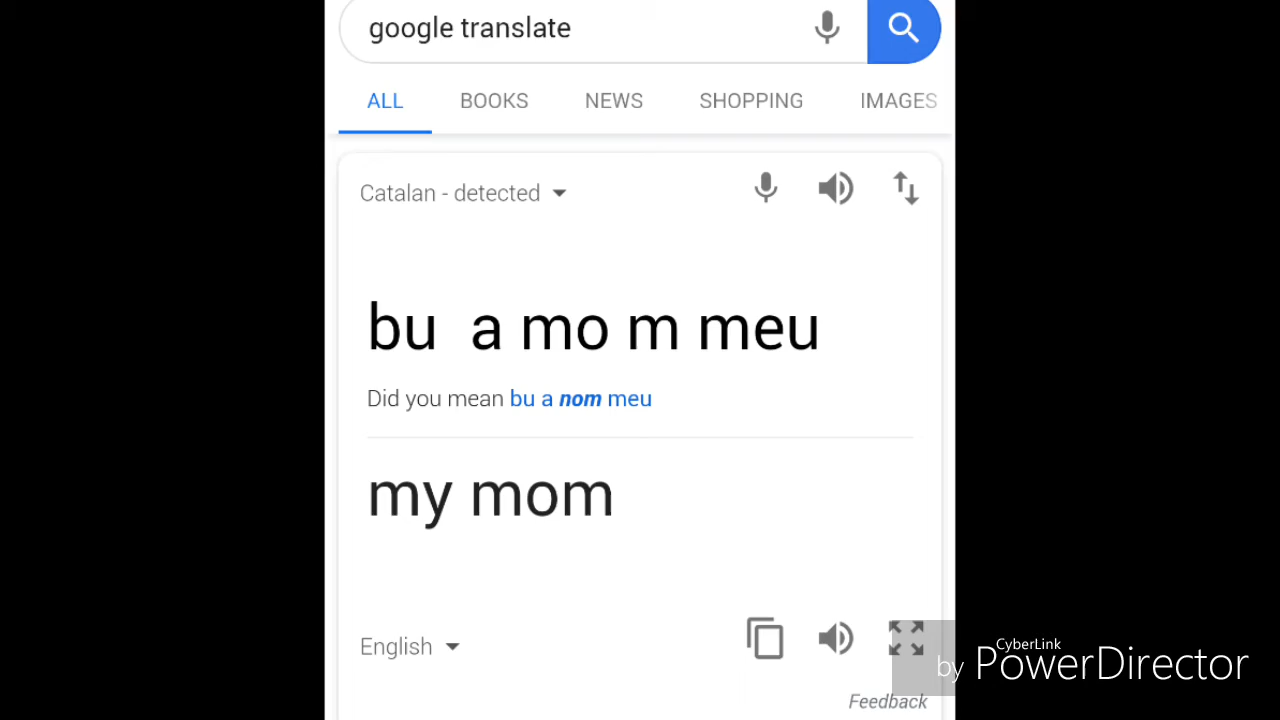 google translate
ALL BOOKS NEWS SHOPPING IMAGES
Catalan - detected
bu a mo m meu
Did you mean bu a nom meu
my mom
English
CyberLink
by PowerDirector
Feedback